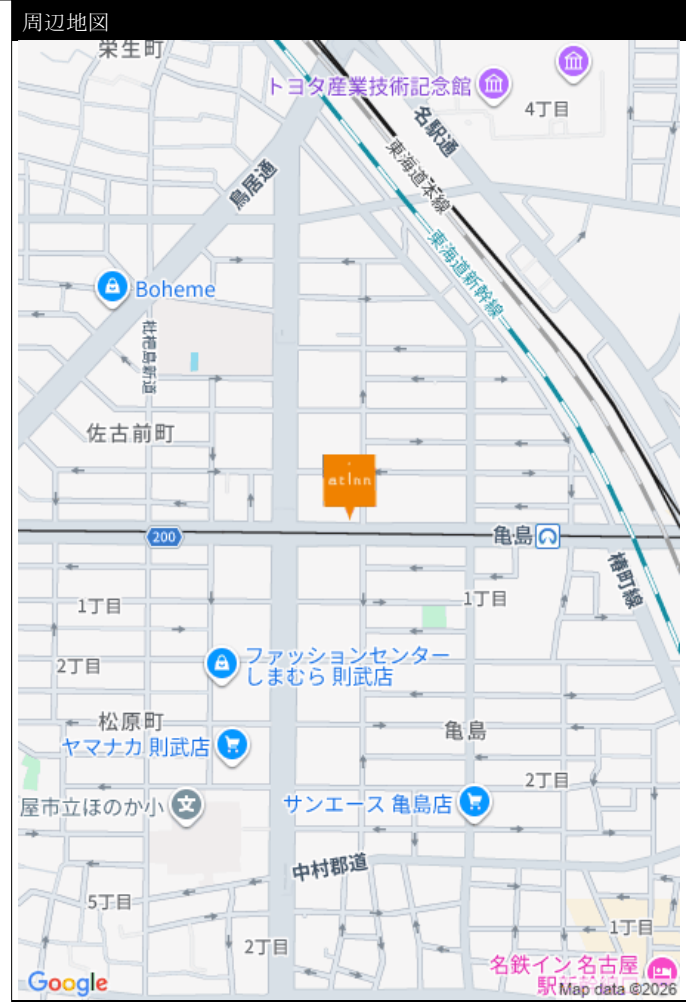 周辺地図
栄生町
トヨタ産業技術記念館
4丁目
名駅通
東海道本線
鳥居通
東海道新幹線
Boheme
枇杷島新道
佐古前町
atinn
200
亀島
椿町線
1丁目
1丁目
ファッションセンター
しまむら 則武店
2丁目
松原町
亀島
ヤマナカ 則武店
2丁目
サンエース 亀島店
屋市立ほのか小
文
中村郡道
5丁目
1丁目
2丁目
名鉄イン 名古屋
Google
Map data ©2026